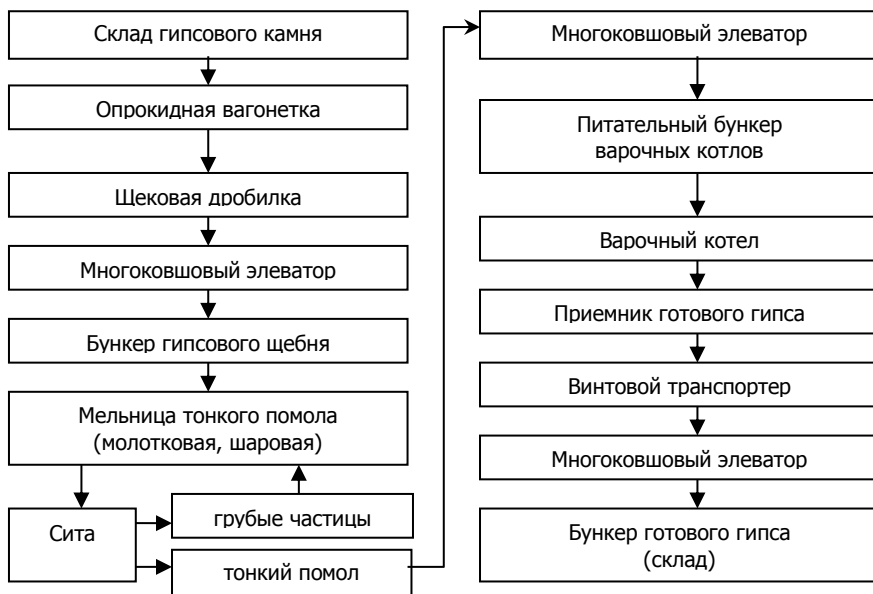 Склад гипсового камня
Опрокидная вагонетка
Щековая дробилка
Многоковшовый элеватор
Бункер гипсового щебня
Мельница тонкого помола
(молотковая, шаровая)
Сита
грубые частицы
тонкий помол
Многоковшовый элеватор
Питательный бункер
варочных котлов
Варочный котел
Приемник готового гипса
Винтовой транспортер
Многоковшовый элеватор
Бункер готового гипса
(склад)